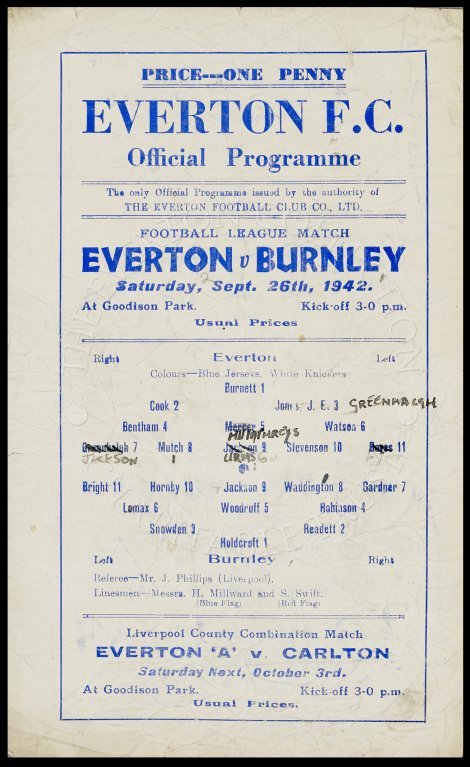 PRICE---ONE PENNY
EVERTON F.C.
Official Programme
The only Official Programme issued by the authority of
THE EVERTON FOOTBALL CLUB CO., LTD.
FOOTBALL LEAGUE MATCH
EVERTON v BURNLEY
Saturday, Sept. 26th, 1942.
At Goodison Park. Kick-off 3-0 p.m.
Usual Prices
Right Everton Left
Colours—Blue Jerseys. White Knickers
Burnett 1
Cook 2 Jones, J. E. 3 GREENHALGH
Bentham 4 Mercer 5 Watson 6
HUMPHREYS
Greenhalgh 7 Mutch 8 Jackson 9 Stevenson 10 11
JACKSON
Bright 11 Hornby 10 Jackson 9 Waddington 8 Gardner 7
Lomax 6 Woodruff 5 Robinson 4
Snowden 3 Readett 2
Holdcroft 1
Left Burnley Right
Referee—Mr. J. Phillips (Liverpool).
Linesmen—Messrs. H. Millward and S. Swift.
(Blue Flag) (Red Flag)
Liverpool County Combination Match
EVERTON 'A' v. CARLTON
Saturday Next, October 3rd.
At Goodison Park. Kick-off 3-0 p.m.
Usual Prices.